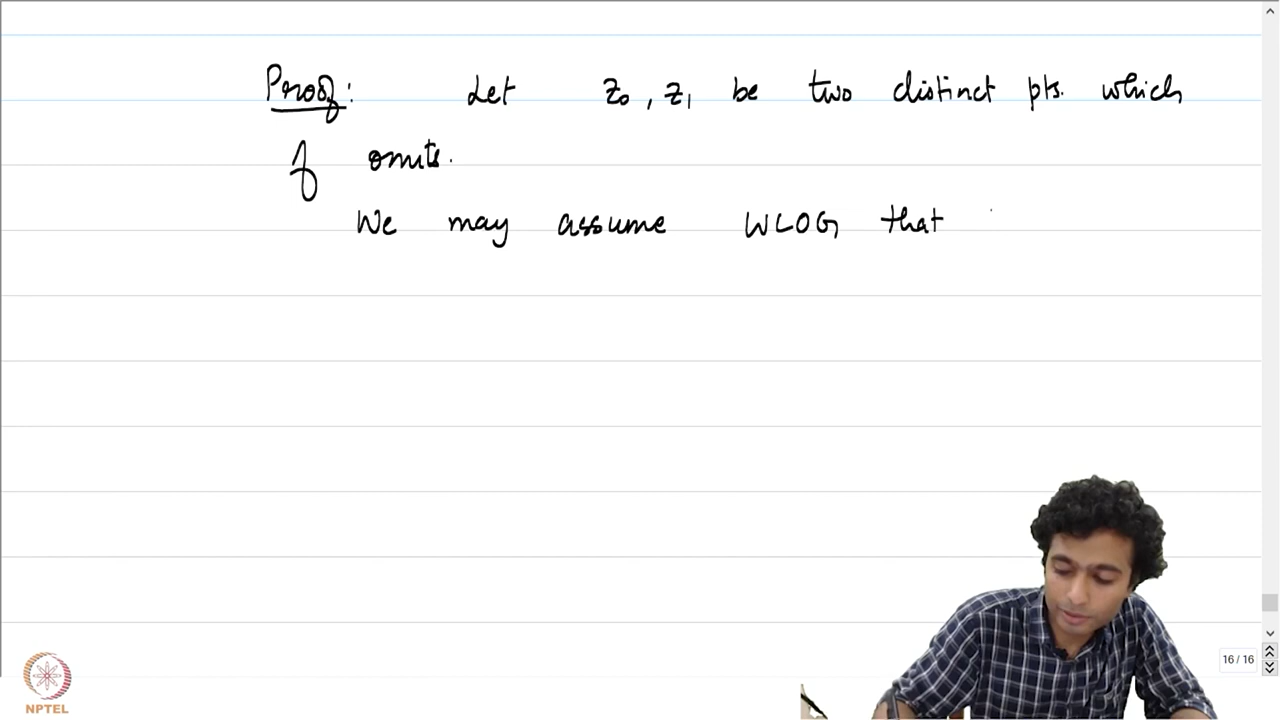 Proof: Let z₀, z₁ be two distinct pts. which
f omits.
We may assume WLOG that
16 / 16
NPTEL